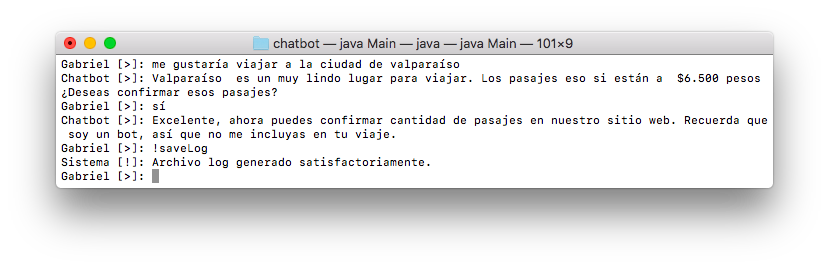 chatbot — java Main — java — java Main — 101×9
Gabriel [>]: me gustaría viajar a la ciudad de valparaíso
Chatbot [>]: Valparaíso  es un muy lindo lugar para viajar. Los pasajes eso si están a  $6.500 pesos
¿Deseas confirmar esos pasajes?
Gabriel [>]: sí
Chatbot [>]: Excelente, ahora puedes confirmar cantidad de pasajes en nuestro sitio web. Recuerda que
 soy un bot, así que no me incluyas en tu viaje.
Gabriel [>]: !saveLog
Sistema [!]: Archivo log generado satisfactoriamente.
Gabriel [>]: